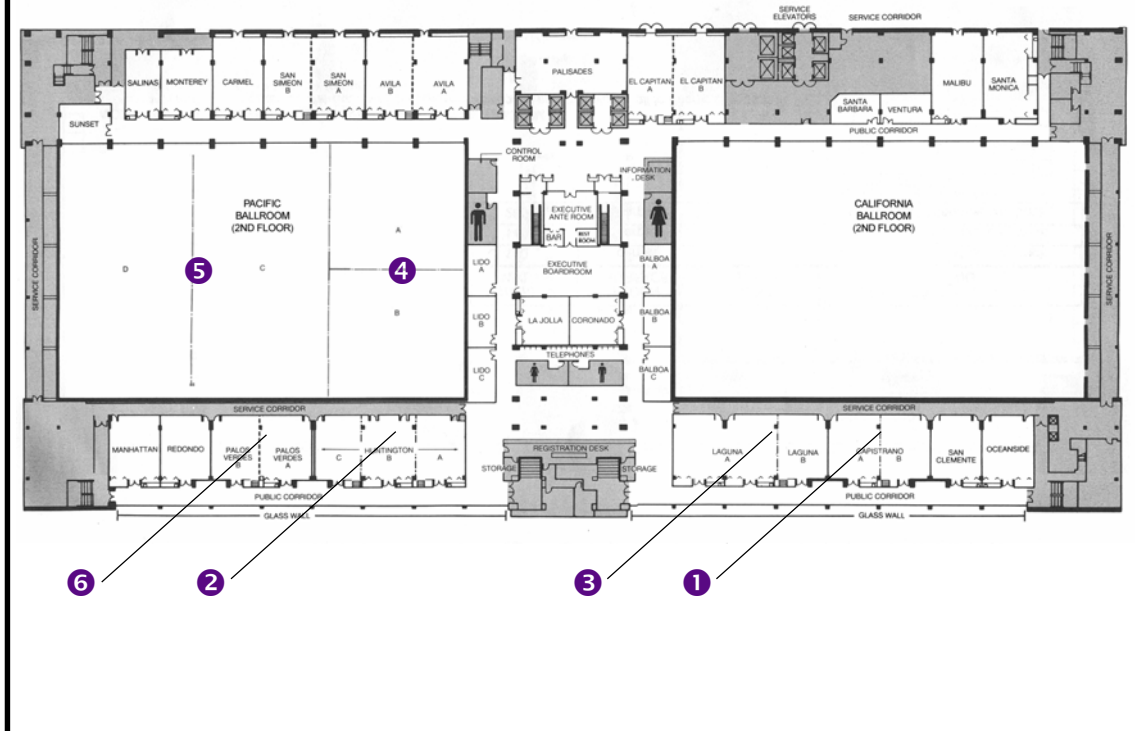 SERVICE
ELEVATORS
SERVICE CORRIDOR
SALINAS
MONTEREY
CARMEL
SAN
SIMEON
B
SAN
SIMEON
A
AVILA
B
AVILA
A
PALISADES
EL CAPITAN
A
EL CAPITAN
B
MALIBU
SANTA
MONICA
SANTA
BARBARA
VENTURA
PUBLIC CORRIDOR
SUNSET
CONTROL
ROOM
INFORMATION
DESK
PACIFIC
BALLROOM
(2ND FLOOR)
A
B
C
D
5
4
SERVICE CORRIDOR
LIDO
A
LIDO
B
LIDO
C
EXECUTIVE
ANTE ROOM
BAR
REST
ROOM
EXECUTIVE
BOARDROOM
LA JOLLA
CORONADO
TELEPHONES
BALBOA
A
BALBOA
B
BALBOA
C
CALIFORNIA
BALLROOM
(2ND FLOOR)
SERVICE CORRIDOR
SERVICE CORRIDOR
MANHATTAN
REDONDO
PALOS
VERDES
B
PALOS
VERDES
A
C
HUNTINGTON
B
A
PUBLIC CORRIDOR
GLASS WALL
REGISTRATION DESK
STORAGE
STORAGE
SERVICE CORRIDOR
LAGUNA
A
LAGUNA
B
CAPISTRANO
A
B
SAN
CLEMENTE
OCEANSIDE
PUBLIC CORRIDOR
GLASS WALL
6
2
3
1